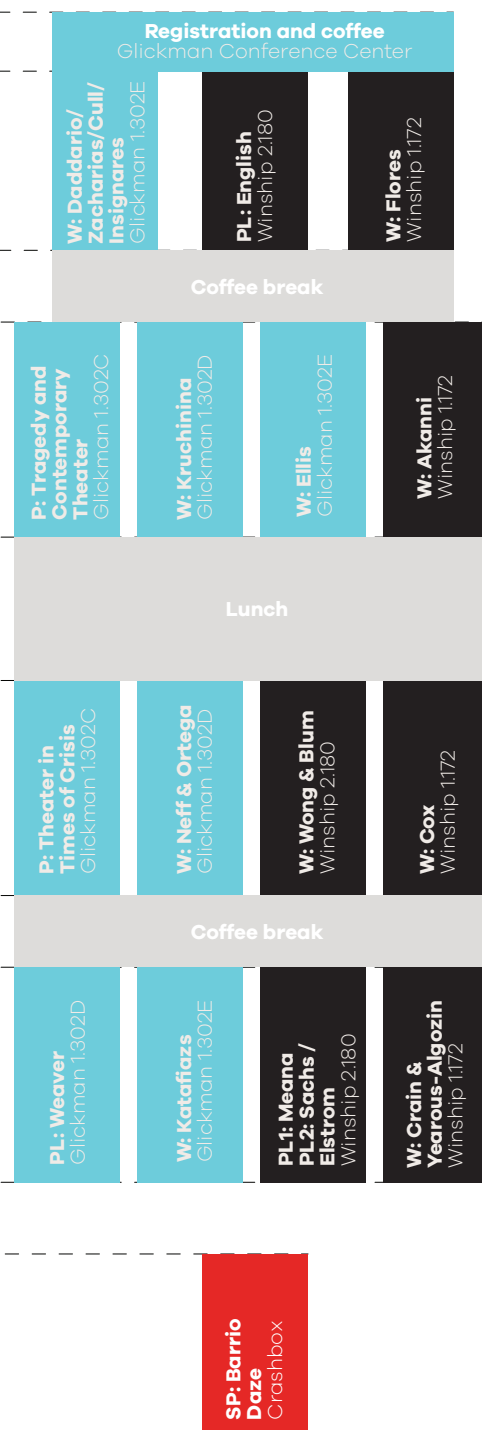 Registration and coffee
Glickman Conference Center
W: Daddario/
Zacharias/Cull/
Insignares
Glickman 1.302E
PL: English
Winship 2.180
W: Flores
Winship 1.172
Coffee break
P: Tragedy and
Contemporary
Theater
Glickman 1.302C
W: Kruchinina
Glickman 1.302D
W: Ellis
Glickman 1.302E
W: Akanni
Winship 1.172
Lunch
P: Theater in
Times of Crisis
Glickman 1.302C
W: Neff & Ortega
Glickman 1.302D
W: Wong & Blum
Winship 2.180
W: Cox
Winship 1.172
Coffee break
PL: Weaver
Glickman 1.302D
W: Katafiazs
Glickman 1.302E
PL1: Meana
PL2: Sachs /
Elstrom
Winship 2.180
W: Crain &
Yearous-Algozin
Winship 1.172
SP: Barrio
Daze
Crashbox